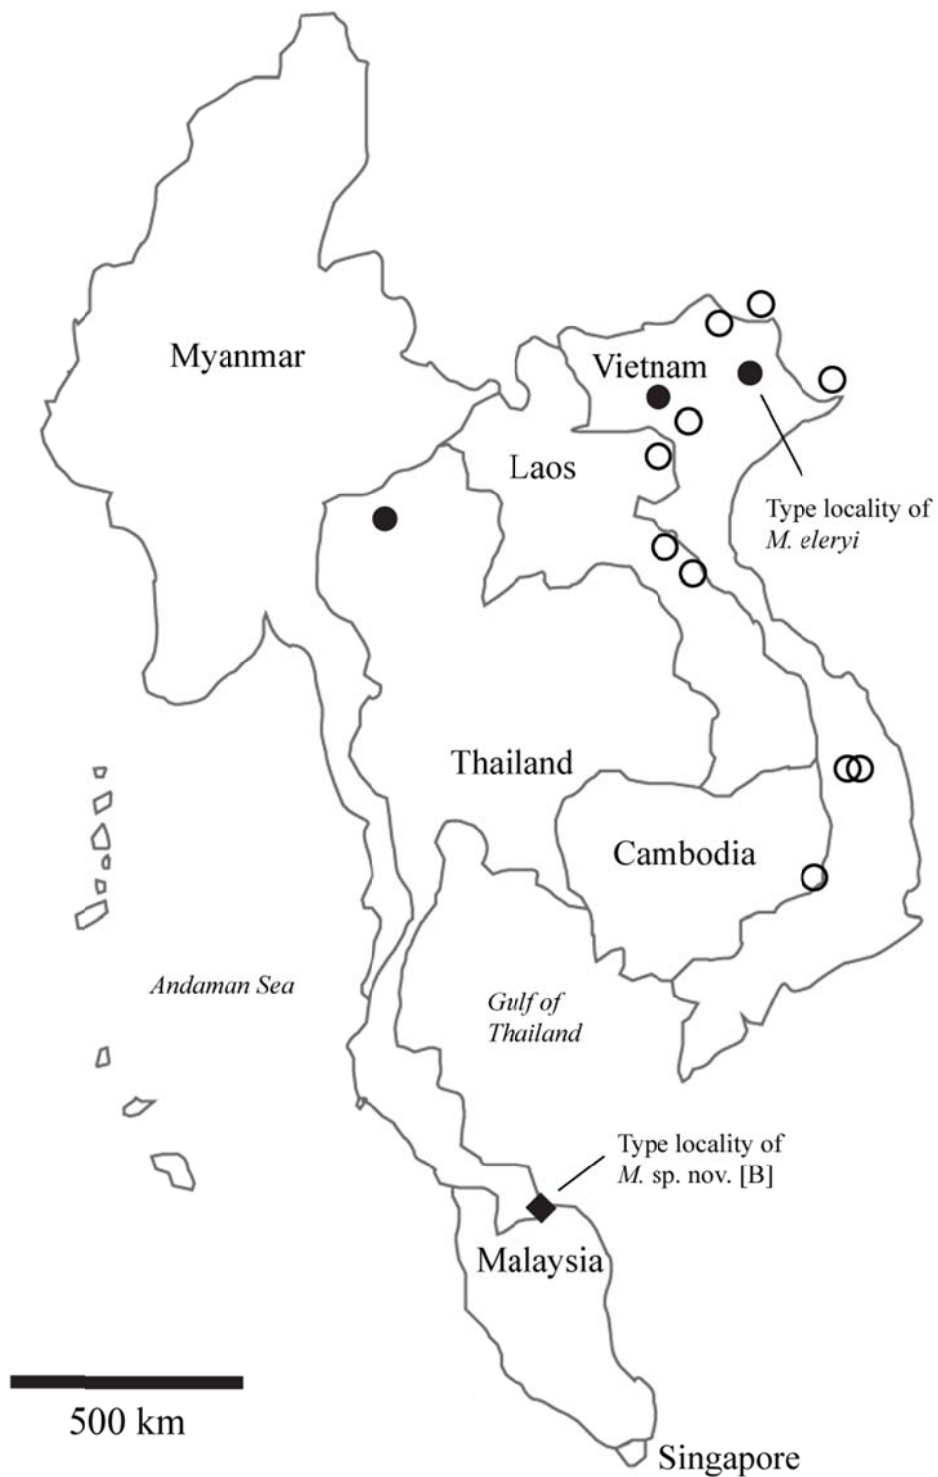 Myanmar
Vietnam
Laos
Type locality of
M. eleryi
Thailand
Cambodia
Andaman Sea
Gulf of
Thailand
Type locality of
M. sp. nov. [B]
Malaysia
500 km
Singapore